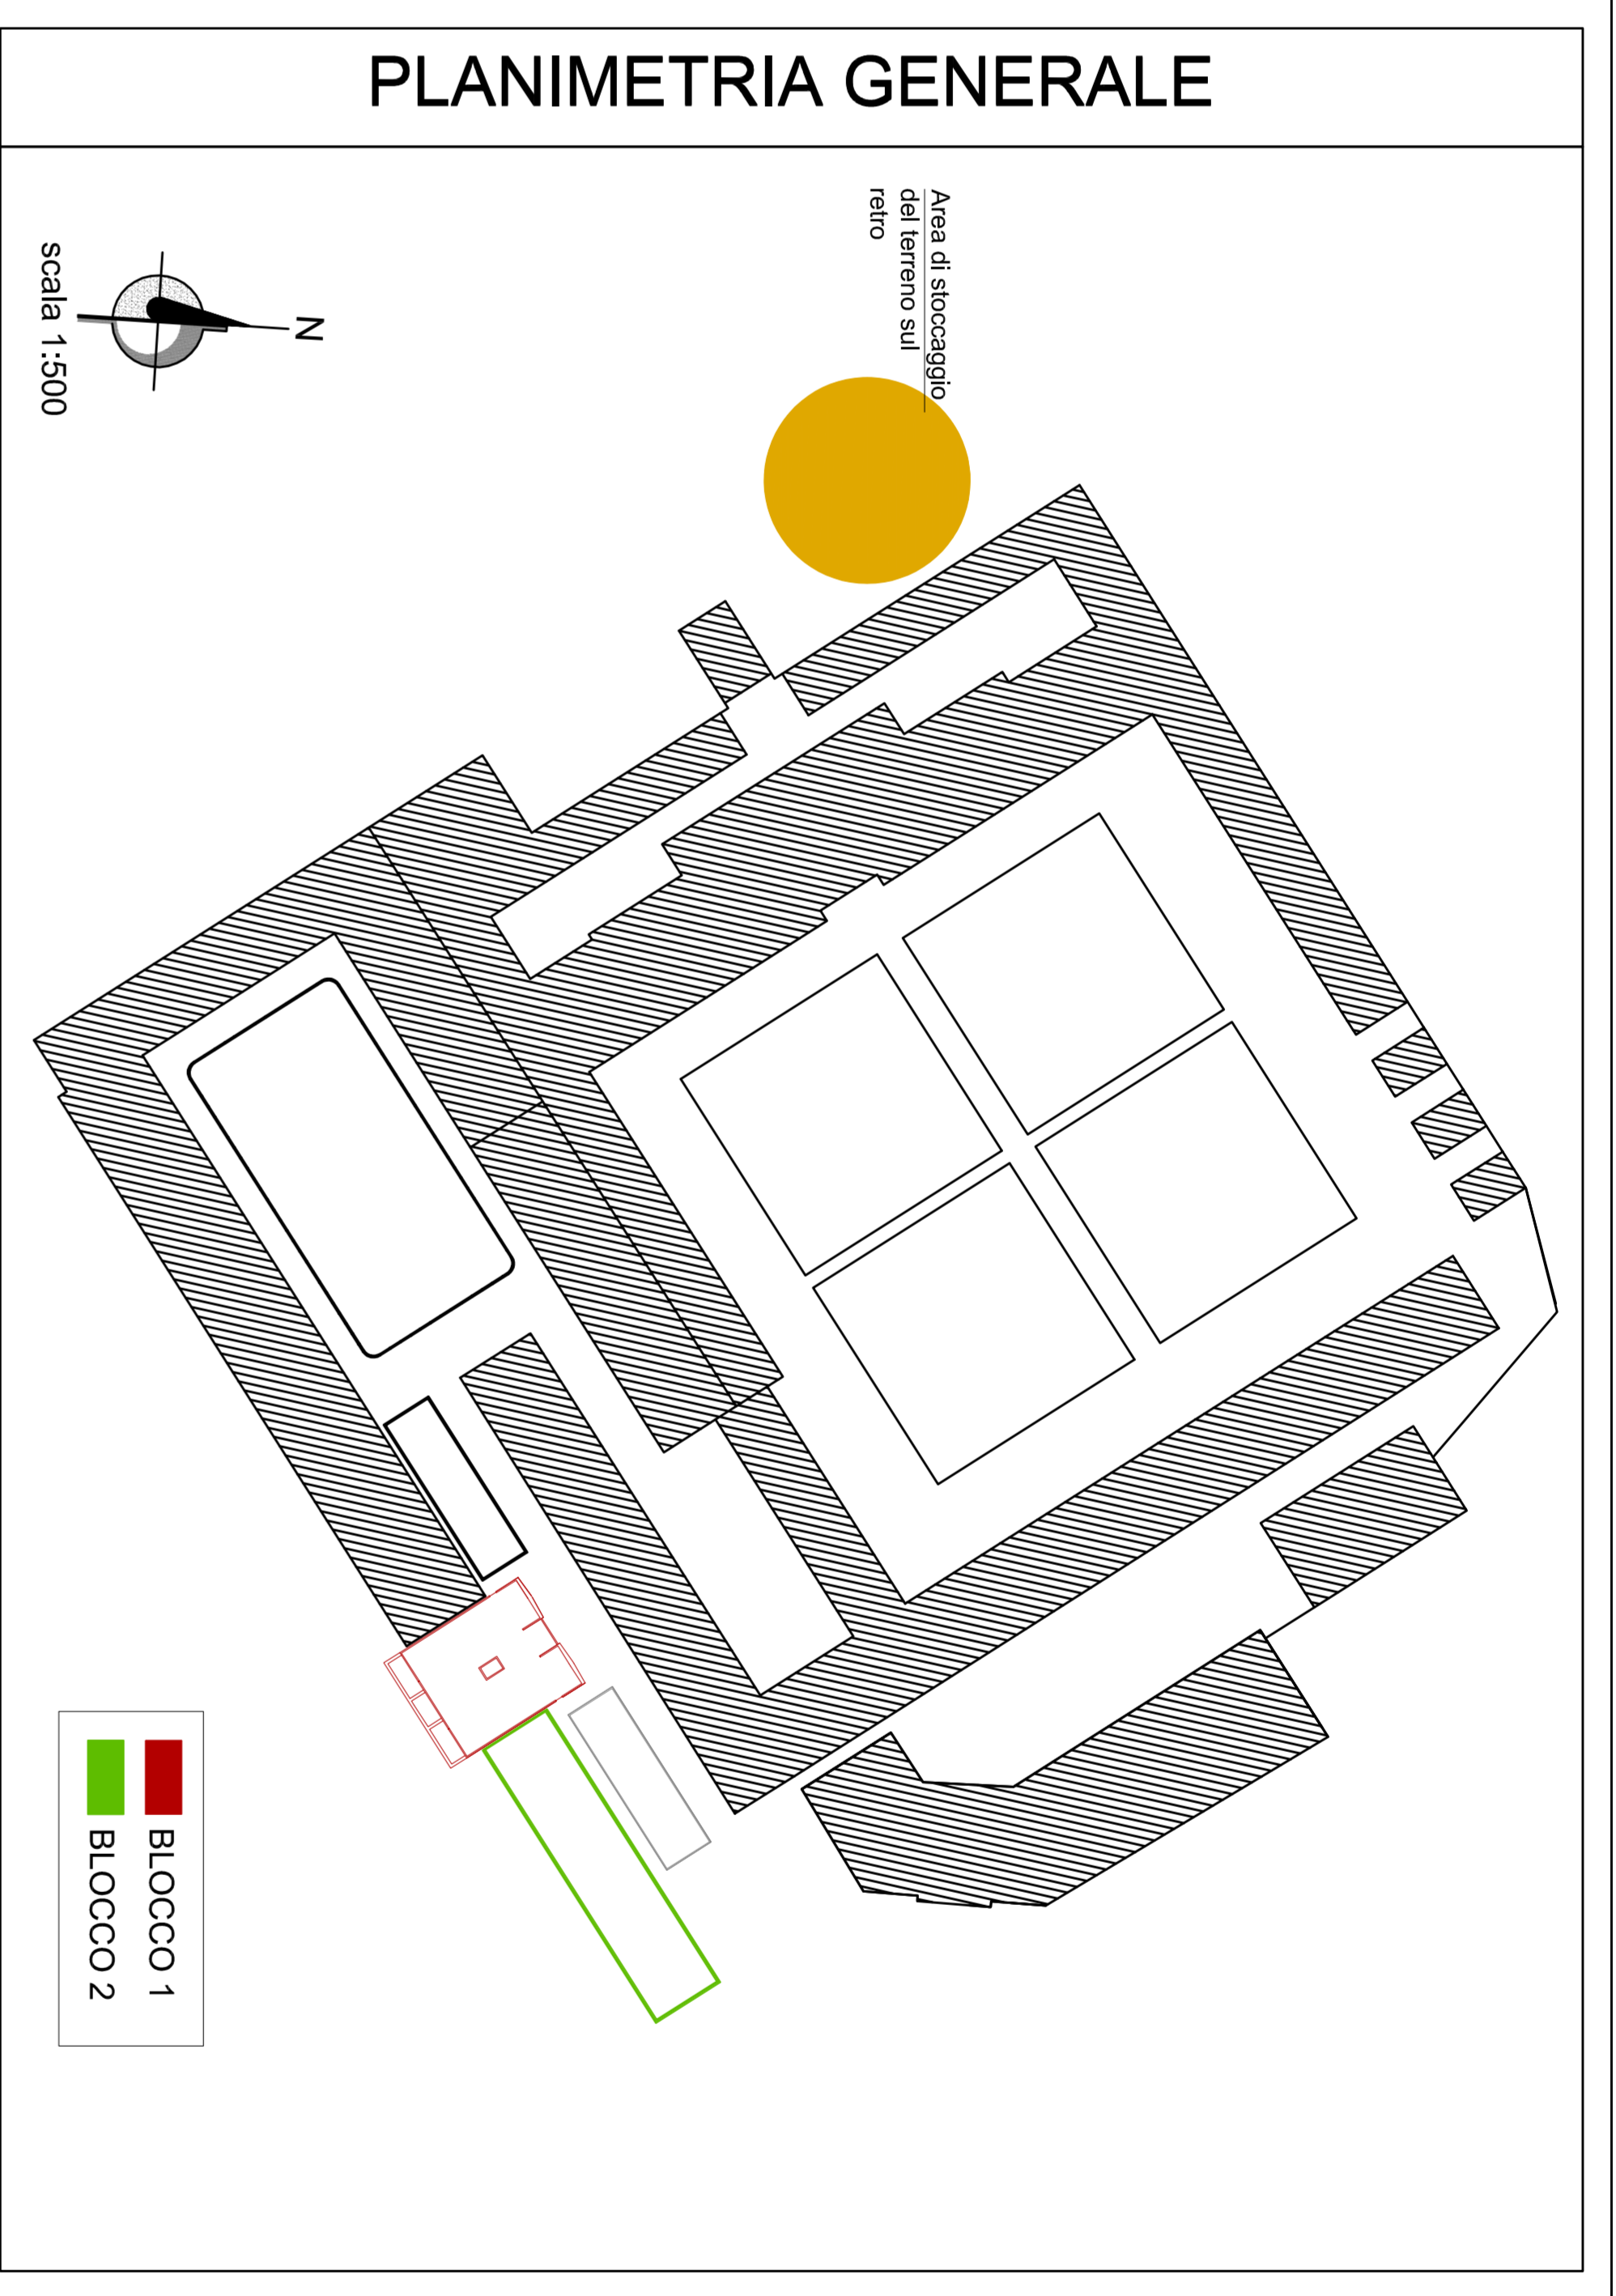 PLANIMETRIA GENERALE
Area di stoccaggio
del terreno sul
retro
N
scala 1:500
BLOCCO 1
BLOCCO 2